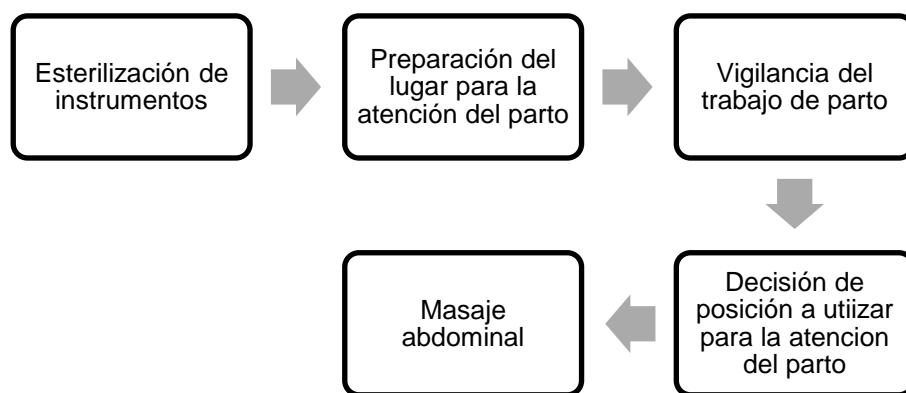 Esterilización de
instrumentos
Preparación del
lugar para la
atención del parto
Vigilancia del
trabajo de parto
Decisión de
posición a utiizar
para la atencion
del parto
Masaje
abdominal